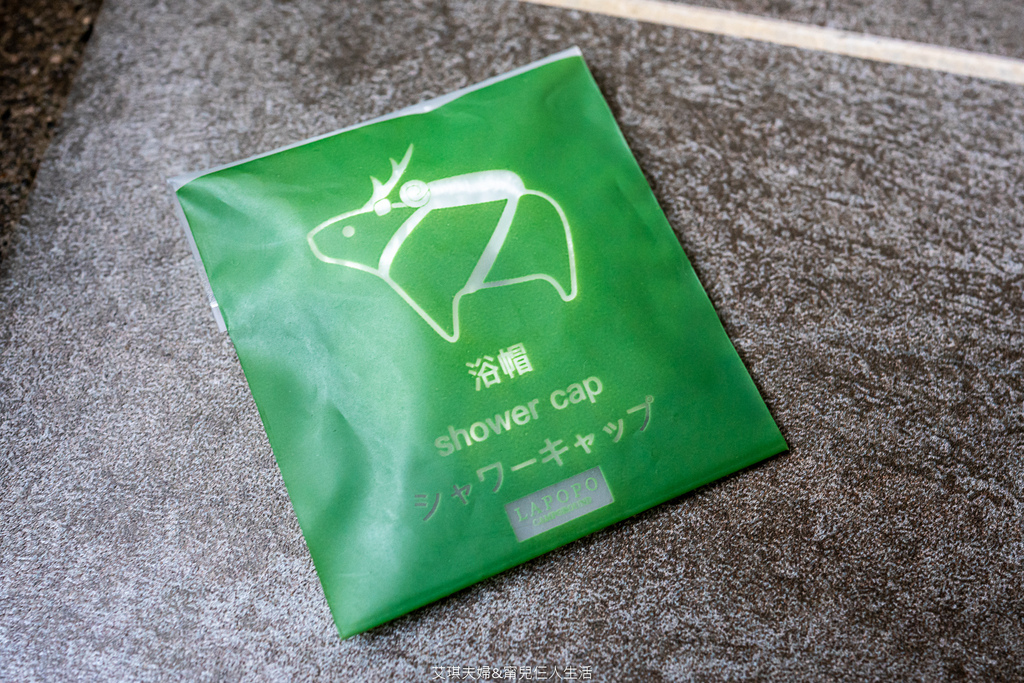 浴帽
shower cap
シャワーキャップ
LAPOPO
艾琪夫婦&甯兒仨人生活